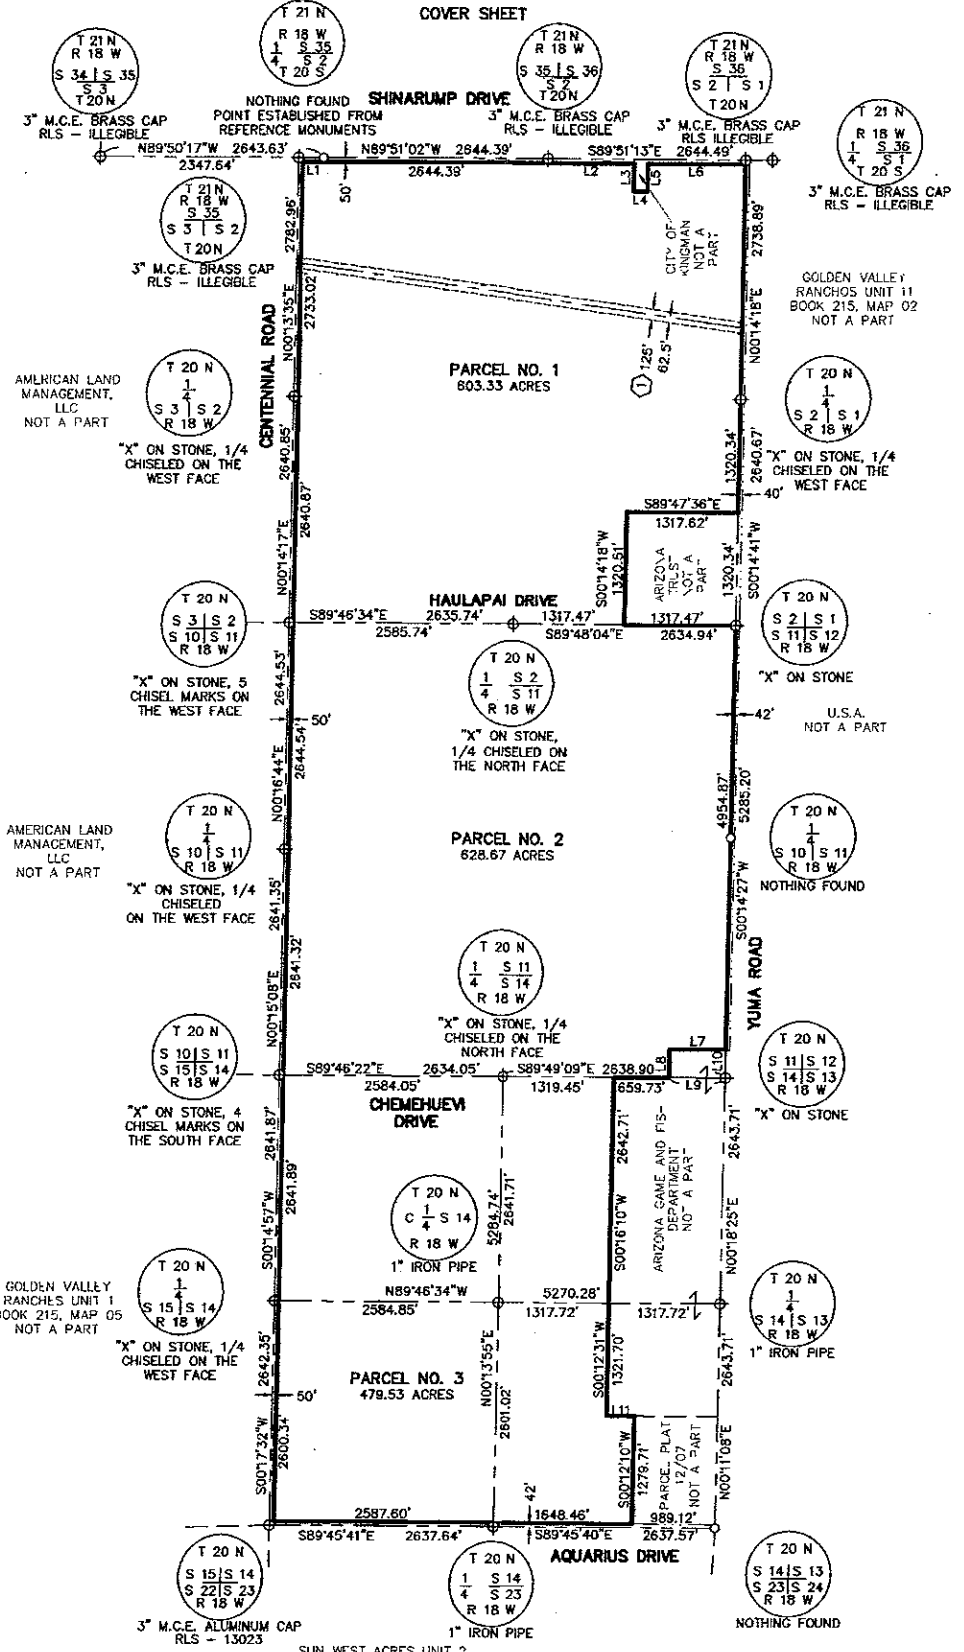 COVER SHEET
T 21 N
R 18 W
S 34 | S 35
S 3
T 20 N
3" M.C.E. BRASS CAP
RLS - ILLEGIBLE
T 21 N
R 18 W
1/4 S 35
S 2
T 20 S
NOTHING FOUND
POINT ESTABLISHED FROM
REFERENCE MONUMENTS
SHINARUMP DRIVE
T 21N
R 18 W
S 35 | S 36
S 2
T 20N
3" M.C.E. BRASS CAP
RLS - ILLEGIBLE
T 21N
R 18W
S 36
S 2 | S 1
T 20N
3" M.C.E. BRASS CAP
RLS ILLEGIBLE
T 21 N
R 18 W
1/4 S 36
S 1
T 20 S
3" M.C.E. BRASS CAP
RLS - ILLEGIBLE
N89°50'17"W 2643.63'
2347.64'
N89°51'02"W 2644.39'
2644.39'
S89°51'13"E 2644.49'
L1
50'
L2
L3
L4
L5
L6
T 21N
R 18 W
S 35
S 3 | S 2
T 20N
3" M.C.E. BRASS CAP
RLS - ILLEGIBLE
2782.96'
2733.02'
N00°13'35"E
CENTENNIAL ROAD
CITY OF
KINGMAN
NOT A
PART
2738.89'
N00°14'18"E
GOLDEN VALLEY
RANCHOS UNIT 11
BOOK 215, MAP 02
NOT A PART
1 125'
62.5'
PARCEL NO. 1
603.33 ACRES
AMERICAN LAND
MANAGEMENT,
LLC
NOT A PART
T 20 N
1/4
S 3 | S 2
R 18 W
"X" ON STONE, 1/4
CHISELED ON THE
WEST FACE
T 20 N
1/4
S 2 | S 1
R 18W
"X" ON STONE, 1/4
CHISELED ON THE
WEST FACE
2640.85'
2640.87'
N00°14'17"E
1320.34'
2640.67'
40'
S89°47'36"E
1317.62'
S00°14'18"W
1320.51'
ARIZONA
TRUST
NOT A
PART
1320.34'
S00°14'41"W
HAULAPAI DRIVE
S89°46'34"E 2635.74'
2585.74'
1317.47'
S89°48'04"E
1317.47'
2634.94'
T 20 N
S 3 | S 2
S 10 | S 11
R 18 W
"X" ON STONE, 5
CHISEL MARKS ON
THE WEST FACE
T 20 N
1/4 S 2
S 11
R 18 W
"X" ON STONE,
1/4 CHISELED ON
THE NORTH FACE
T 20 N
S 2 | S 1
S 11 | S 12
R 18 W
"X" ON STONE
2644.53'
2644.54'
N00°16'44"E
50'
42'
U.S.A.
NOT A PART
4954.87'
5285.20'
AMERICAN LAND
MANAGEMENT,
LLC
NOT A PART
T 20 N
1/4
S 10 | S 11
R 18 W
"X" ON STONE, 1/4
CHISELED
ON THE WEST FACE
PARCEL NO. 2
628.67 ACRES
T 20 N
1/4
S 10 | S 11
R 18 W
NOTHING FOUND
2641.35'
2641.32'
N00°15'08"E
S00°14'27"W
YUMA ROAD
T 20 N
1/4 S 11
S 14
R 18 W
"X" ON STONE, 1/4
CHISELED ON THE
NORTH FACE
T 20 N
S 10 | S 11
S 15 | S 14
R 18 W
"X" ON STONE, 4
CHISEL MARKS ON
THE SOUTH FACE
L7
L8
L9
L10
T 20 N
S 11 | S 12
S 14 | S 13
R 18W
"X" ON STONE
S89°46'22"E 2634.05'
2584.05'
S89°49'09"E 2638.90
1319.45' 659.73'
CHEMEHUEVI
DRIVE
2641.87'
2641.89'
S00°14'57"W
2642.71'
S00°16'10"W
ARIZONA GAME AND FIS-
DEPARTMENT
NOT A PART
2643.71'
N00°18'25"E
T 20 N
C 1/4 S 14
R 18 W
1" IRON PIPE
5284.74'
2641.71'
N89°46'34"W 5270.28'
2584.85' 1317.72' 1317.72'
GOLDEN VALLEY
RANCHES UNIT 1
BOOK 215, MAP 05
NOT A PART
T 20 N
1/4
S 15 | S 14
R 18W
"X" ON STONE, 1/4
CHISELED ON THE
WEST FACE
T 20 N
1/4
S 14 | S 13
R 18 W
1" IRON PIPE
2642.35'
50'
S00°17'32"W
2600.34'
PARCEL NO. 3
479.53 ACRES
N00°13'55"E
2601.02'
S00°12'31"W
1321.70'
L11
2643.71'
S00°12'10"W
1279.71'
PARCEL PLAT
12/07
NOT A PART
N00°11'08"E
42'
2587.60'
S89°45'41"E 2637.64'
1648.46'
S89°45'40"E
989.12'
2637.57'
AQUARIUS DRIVE
T 20 N
S 15 | S 14
S 22 | S 23
R 18 W
3" M.C.E. ALUMINUM CAP
RLS - 13023
T 20 N
1/4 S 14
S 23
R 18 W
1" IRON PIPE
T 20 N
S 14 | S 13
S 23 | S 24
R 18 W
NOTHING FOUND
SUN WEST ACRES UNIT 2